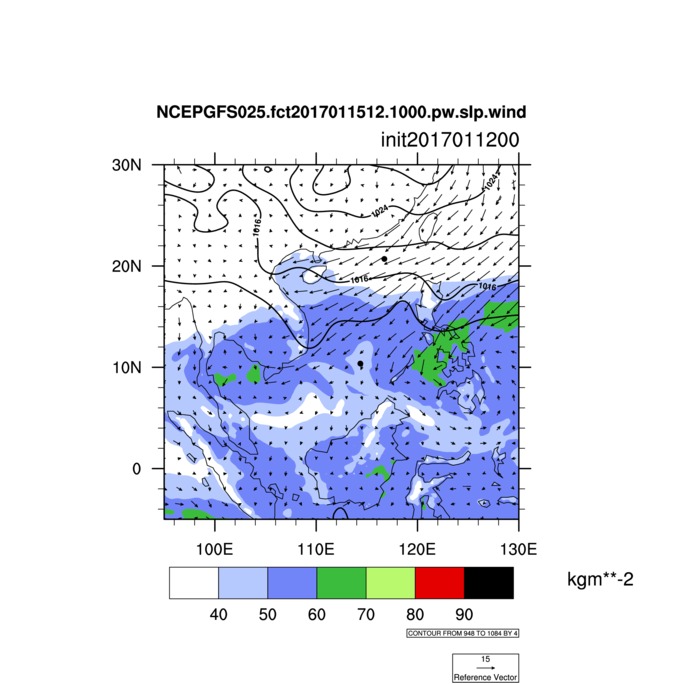 NCEPGFS025.fct2017011512.1000.pw.slp.wind
init2017011200
30N
20N
10N
0
1024
1024
1016
1016
1016
100E 110E 120E 130E
kgm**-2
40 50 60 70 80 90
CONTOUR FROM 948 TO 1084 BY 4
15
Reference Vector